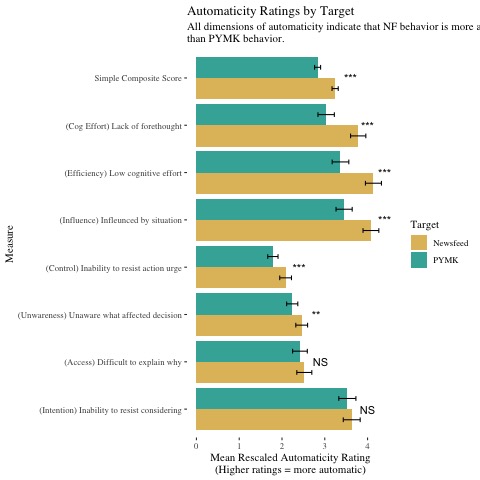 Automaticity Ratings by Target
All dimensions of automaticity indicate that NF behavior is more a
than PYMK behavior.
Simple Composite Score
***
(Cog Effort) Lack of forethought
***
(Efficiency) Low cognitive effort
***
(Influence) Infleunced by situation
***
(Control) Inability to resist action urge
***
(Unwareness) Unaware what affected decision
**
(Access) Difficult to explain why
NS
(Intention) Inability to resist considering
NS
Measure
Target
Newsfeed
PYMK
0 1 2 3 4
Mean Rescaled Automaticity Rating
(Higher ratings = more automatic)